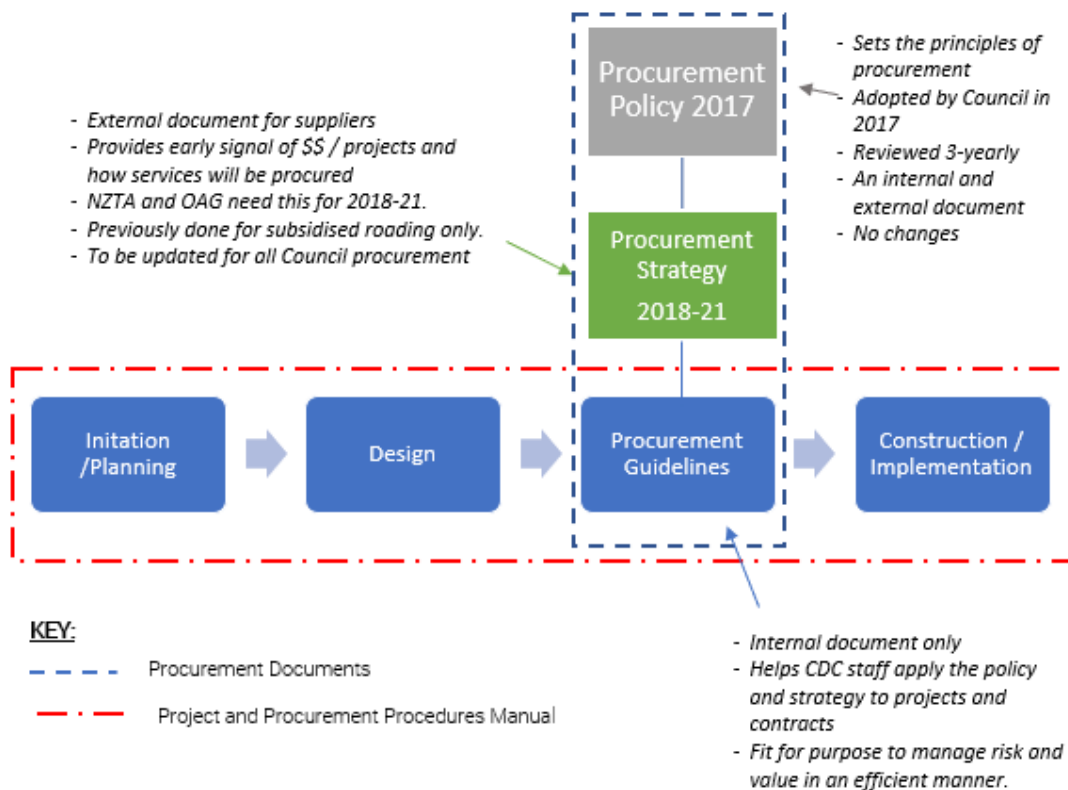 Procurement
Policy 2017
- Sets the principles of
procurement
- Adopted by Council in
2017
- Reviewed 3-yearly
- An internal and
external document
- No changes
- External document for suppliers
- Provides early signal of $$ / projects and
how services will be procured
- NZTA and OAG need this for 2018-21.
- Previously done for subsidised roading only.
- To be updated for all Council procurement
Procurement
Strategy
2018-21
Initation
/Planning
Design
Procurement
Guidelines
Construction /
Implementation
KEY:
Procurement Documents
Project and Procurement Procedures Manual
- Internal document only
- Helps CDC staff apply the policy
and strategy to projects and
contracts
- Fit for purpose to manage risk and
value in an efficient manner.